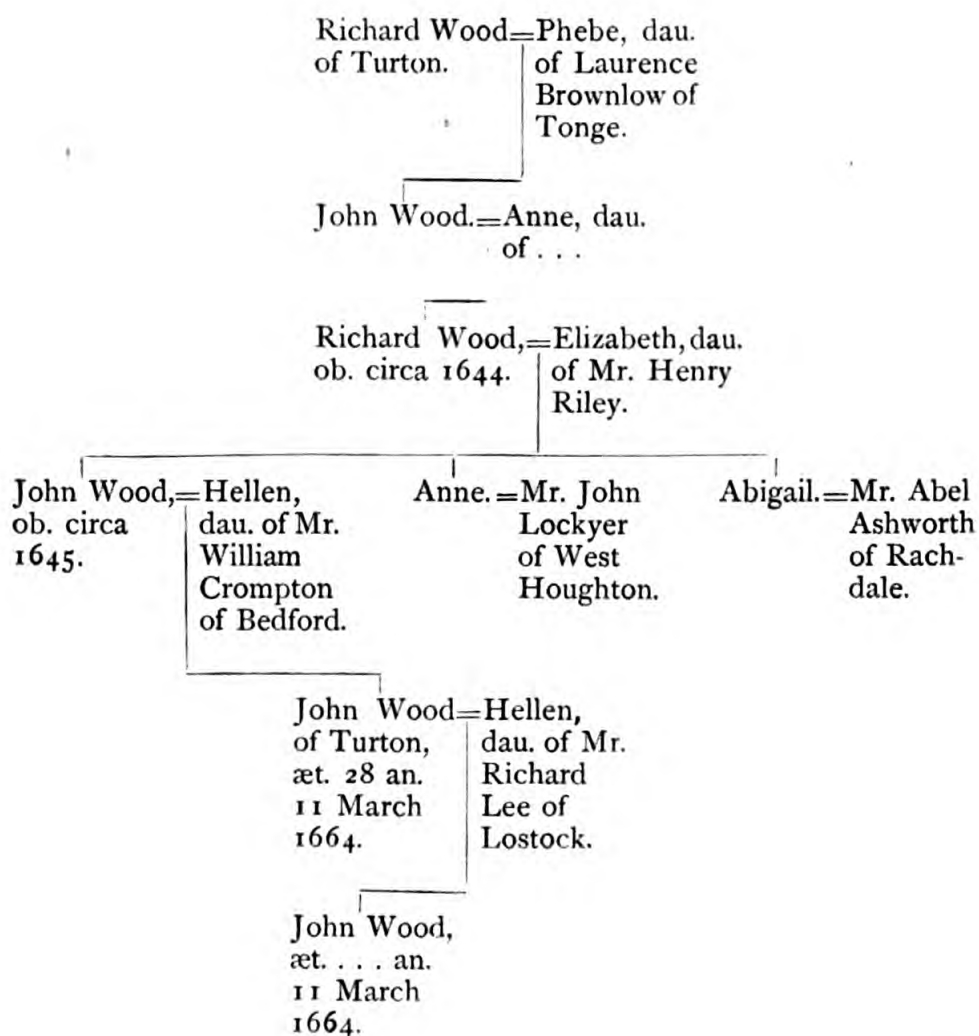 Richard Wood=Phebe, dau.
of Turton. of Laurence
Brownlow of
Tonge.
John Wood.=Anne, dau.
of . . .
Richard Wood,=Elizabeth, dau.
ob. circa 1644. of Mr. Henry
Riley.
John Wood,=Hellen,
ob. circa dau. of Mr.
1645. William
Crompton
of Bedford.
Anne.=Mr. John
Lockyer
of West
Houghton.
Abigail.=Mr. Abel
Ashworth
of Rach-
dale.
John Wood=Hellen,
of Turton, dau. of Mr.
æt. 28 an. Richard
11 March Lee of
1664. Lostock.
John Wood,
æt. . . . an.
11 March
1664.